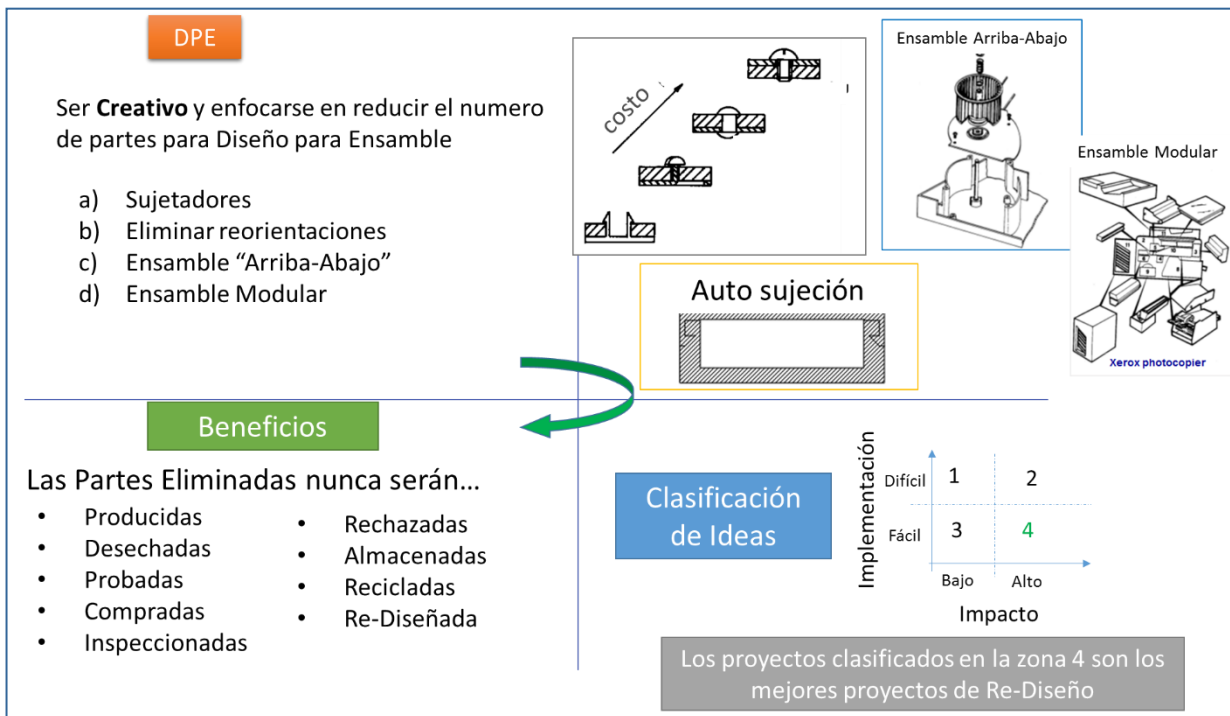 DPE
Ser Creativo y enfocarse en reducir el numero
de partes para Diseño para Ensamble
a) Sujetadores
b) Eliminar reorientaciones
c) Ensamble “Arriba-Abajo”
d) Ensamble Modular
costo
Ensamble Arriba-Abajo
Ensamble Modular
Xerox photocopier
Auto sujeción
Beneficios
Las Partes Eliminadas nunca serán...
• Producidas
• Desechadas
• Probadas
• Compradas
• Inspeccionadas
• Rechazadas
• Almacenadas
• Recicladas
• Re-Diseñada
Clasificación
de Ideas
Implementación
Difícil
1
2
Fácil
3
4
Bajo
Alto
Impacto
Los proyectos clasificados en la zona 4 son los
mejores proyectos de Re-Diseño